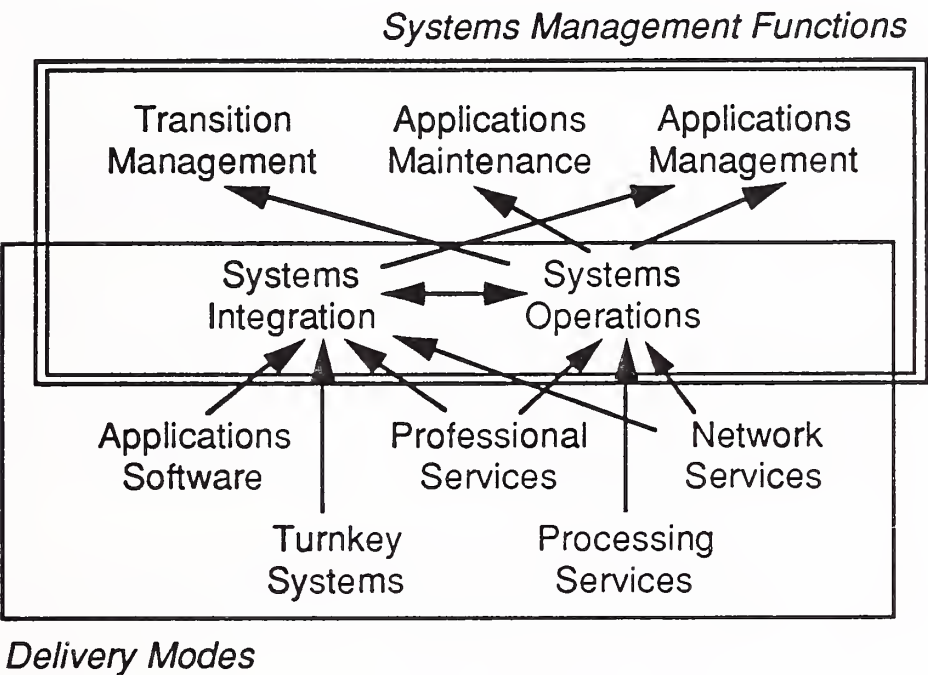 Systems Management Functions
Transition
Management
Applications
Maintenance
Applications
Management
Systems
Integration
Systems
Operations
Applications
Software
Professional
Services
Network
Services
Turnkey
Systems
Processing
Services
Delivery Modes